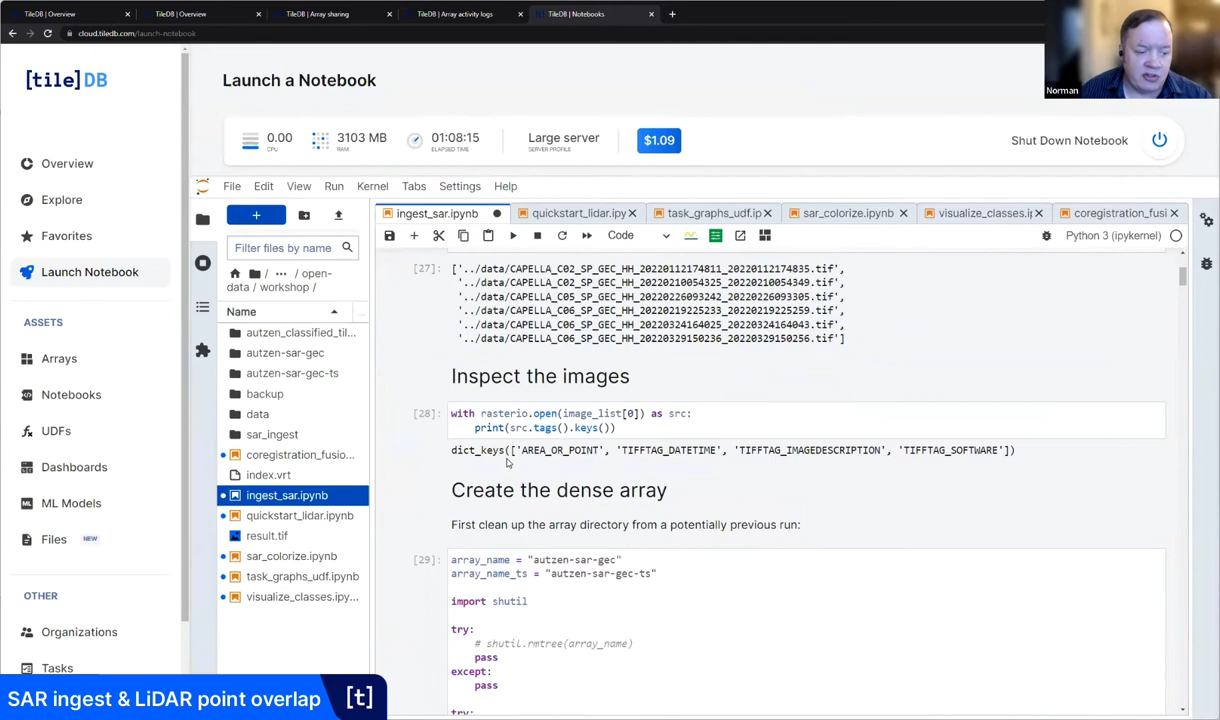 TileDB | Overview
TileDB | Overview
TileDB | Array sharing
TileDB | Array activity logs
TileDB | Notebooks
cloud.tiledb.com/launch-notebook
[tile]DB
Launch a Notebook
Norman
0.00
CPU
3103 MB
RAM
01:08:15
ELAPSED TIME
Large server
SERVER PROFILE
$1.09
Shut Down Notebook
Overview
Explore
Favorites
Launch Notebook
ASSETS
Arrays
Notebooks
UDFs
Dashboards
ML Models
Files NEW
OTHER
Organizations
Tasks
File Edit View Run Kernel Tabs Settings Help
Filter files by name
/ ··· / open-
data / workshop /
Name
autzen_classified_til...
autzen-sar-gec
autzen-sar-gec-ts
backup
data
sar_ingest
coregistration_fusio...
index.vrt
ingest_sar.ipynb
quickstart_lidar.ipynb
result.tif
sar_colorize.ipynb
task_graphs_udf.ipynb
visualize_classes.ipy...
ingest_sar.ipynb
quickstart_lidar.ipy
task_graphs_udf.ip
sar_colorize.ipynb
visualize_classes.ip
coregistration_fusi
Code
Python 3 (ipykernel)
[27]: ['../data/CAPELLA_C02_SP_GEC_HH_20220112174811_20220112174835.tif',
'../data/CAPELLA_C02_SP_GEC_HH_20220210054325_20220210054349.tif',
'../data/CAPELLA_C05_SP_GEC_HH_20220226093242_20220226093305.tif',
'../data/CAPELLA_C06_SP_GEC_HH_20220219225233_20220219225259.tif',
'../data/CAPELLA_C06_SP_GEC_HH_20220324164025_20220324164043.tif',
'../data/CAPELLA_C06_SP_GEC_HH_20220329150236_20220329150256.tif']
Inspect the images
[28]: with rasterio.open(image_list[0]) as src:
print(src.tags().keys())
dict_keys(['AREA_OR_POINT', 'TIFFTAG_DATETIME', 'TIFFTAG_IMAGEDESCRIPTION', 'TIFFTAG_SOFTWARE'])
Create the dense array
First clean up the array directory from a potentially previous run:
[29]: array_name = "autzen-sar-gec"
array_name_ts = "autzen-sar-gec-ts"
import shutil
try:
# shutil.rmtree(array_name)
pass
except:
pass
try:
SAR ingest & LiDAR point overlap [t]